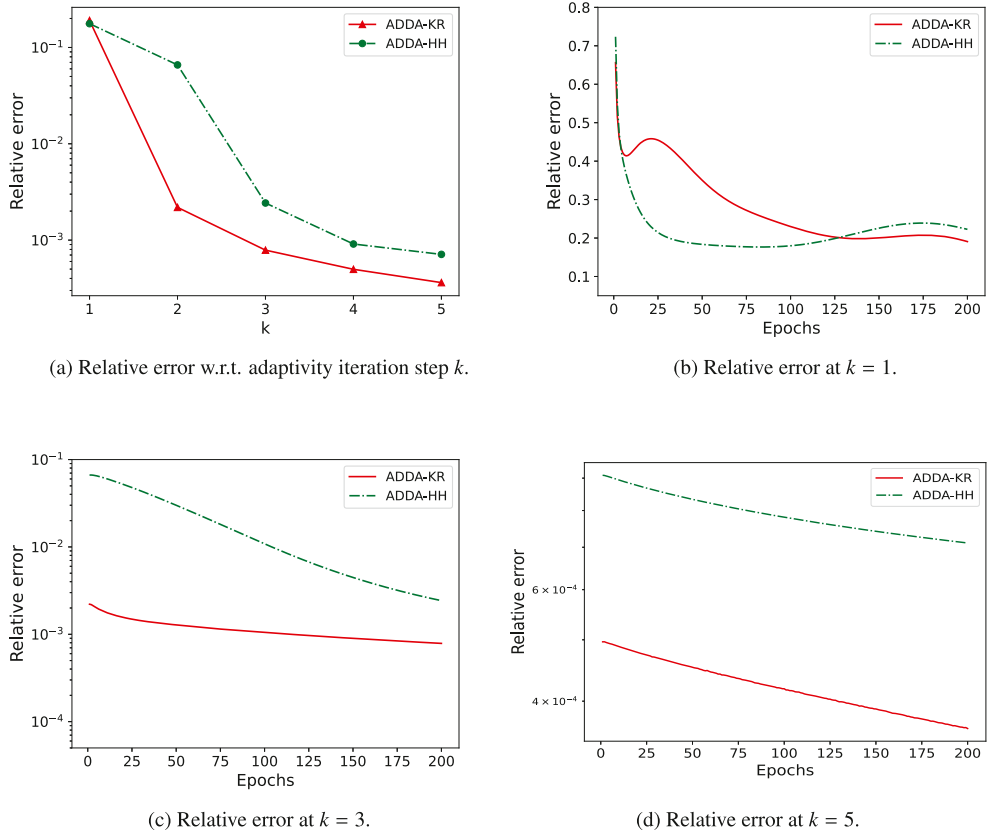 ADDA-KR
ADDA-HH
10⁻¹
10⁻²
10⁻³
Relative error
1 2 3 4 5
k
(a) Relative error w.r.t. adaptivity iteration step k.
ADDA-KR
ADDA-HH
0.8
0.7
0.6
0.5
0.4
0.3
0.2
0.1
Relative error
0 25 50 75 100 125 150 175 200
Epochs
(b) Relative error at k = 1.
ADDA-KR
ADDA-HH
10⁻¹
10⁻²
10⁻³
10⁻⁴
Relative error
0 25 50 75 100 125 150 175 200
Epochs
(c) Relative error at k = 3.
ADDA-KR
ADDA-HH
6 × 10⁻⁴
4 × 10⁻⁴
Relative error
0 25 50 75 100 125 150 175 200
Epochs
(d) Relative error at k = 5.